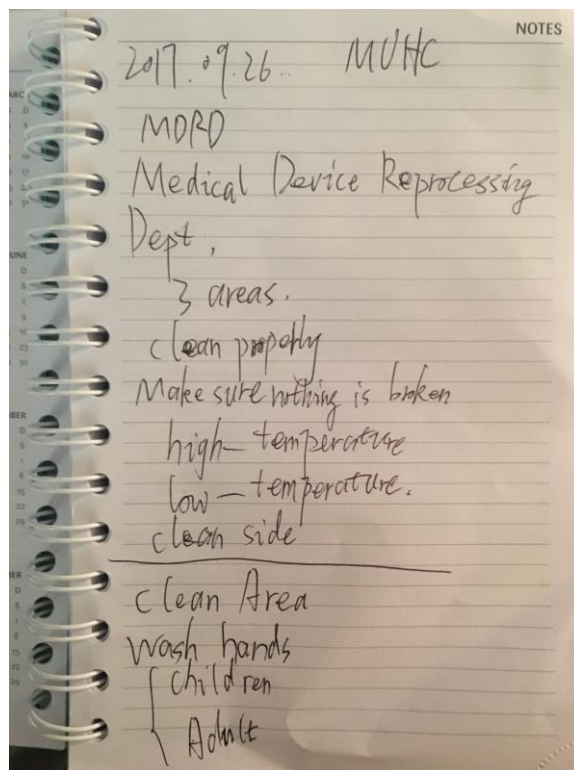 NOTES
2017.09.26.. MUHC
MDRD
Medical Device Reprocessing
Dept,
3 areas.
clean properly
Make sure nothing is broken
high-temperature
low-temperature.
clean side
clean Area
wash hands
children
Adult